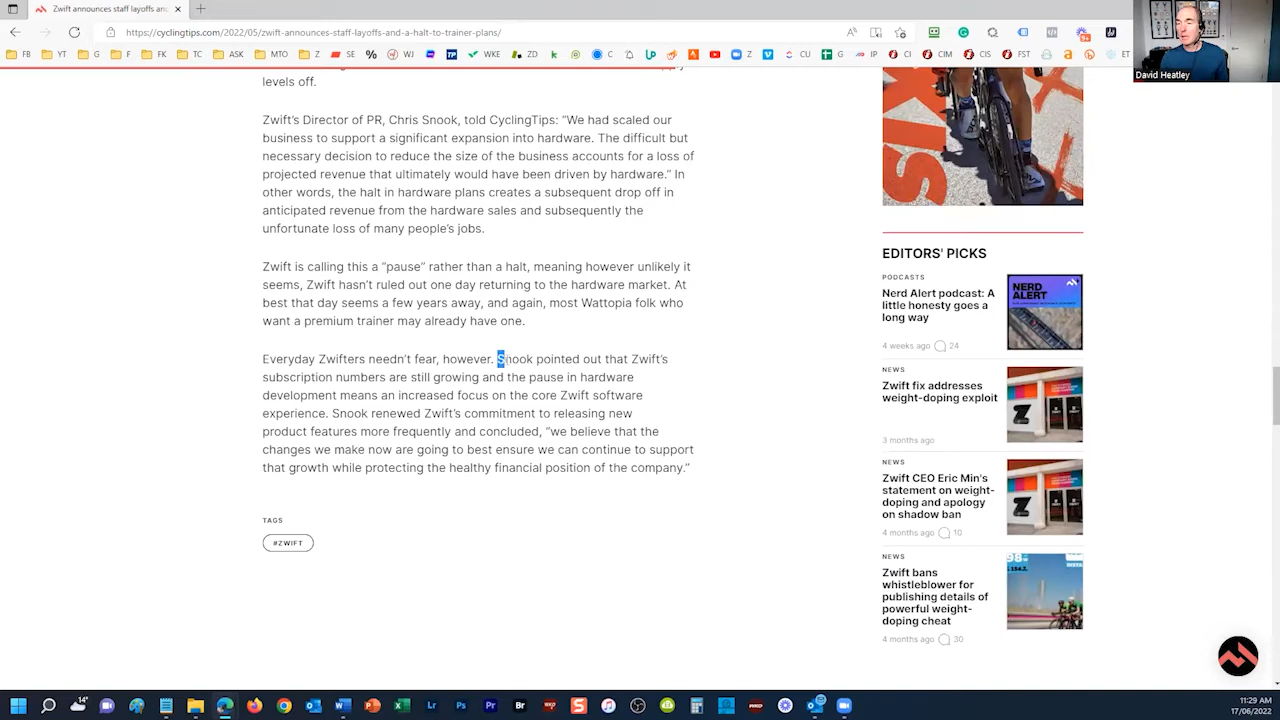 Zwift announces staff layoffs and
https://cyclingtips.com/2022/05/zwift-announces-staff-layoffs-and-a-halt-to-trainer-plans/
FB YT G F FK TC ASK MTO Z SE WJ TP WKE ZD K C Z CU G IP CI CIM CIS FST ET
David Heatley
levels off.
Zwift's Director of PR, Chris Snook, told CyclingTips: “We had scaled our
business to support a significant expansion into hardware. The difficult but
necessary decision to reduce the size of the business accounts for a loss of
projected revenue that ultimately would have been driven by hardware.” In
other words, the halt in hardware plans creates a subsequent drop off in
anticipated revenue from the hardware sales and subsequently the
unfortunate loss of many people's jobs.
Zwift is calling this a “pause” rather than a halt, meaning however unlikely it
seems, Zwift hasn't ruled out one day returning to the hardware market. At
best that day seems a few years away, and again, most Wattopia folk who
want a premium trainer may already have one.
Everyday Zwifters needn't fear, however. Snook pointed out that Zwift's
subscription numbers are still growing and the pause in hardware
development means an increased focus on the core Zwift software
experience. Snook renewed Zwift's commitment to releasing new
product features more frequently and concluded, “we believe that the
changes we make now are going to best ensure we can continue to support
that growth while protecting the healthy financial position of the company.”
TAGS
#ZWIFT
EDITORS' PICKS
PODCASTS
Nerd Alert podcast: A
little honesty goes a
long way
4 weeks ago 24
NERD
ALERT
NEWS
Zwift fix addresses
weight-doping exploit
3 months ago
NEWS
Zwift CEO Eric Min's
statement on weight-
doping and apology
on shadow ban
4 months ago 10
NEWS
Zwift bans
whistleblower for
publishing details of
powerful weight-
doping cheat
4 months ago 30
11:29 AM
17/06/2022